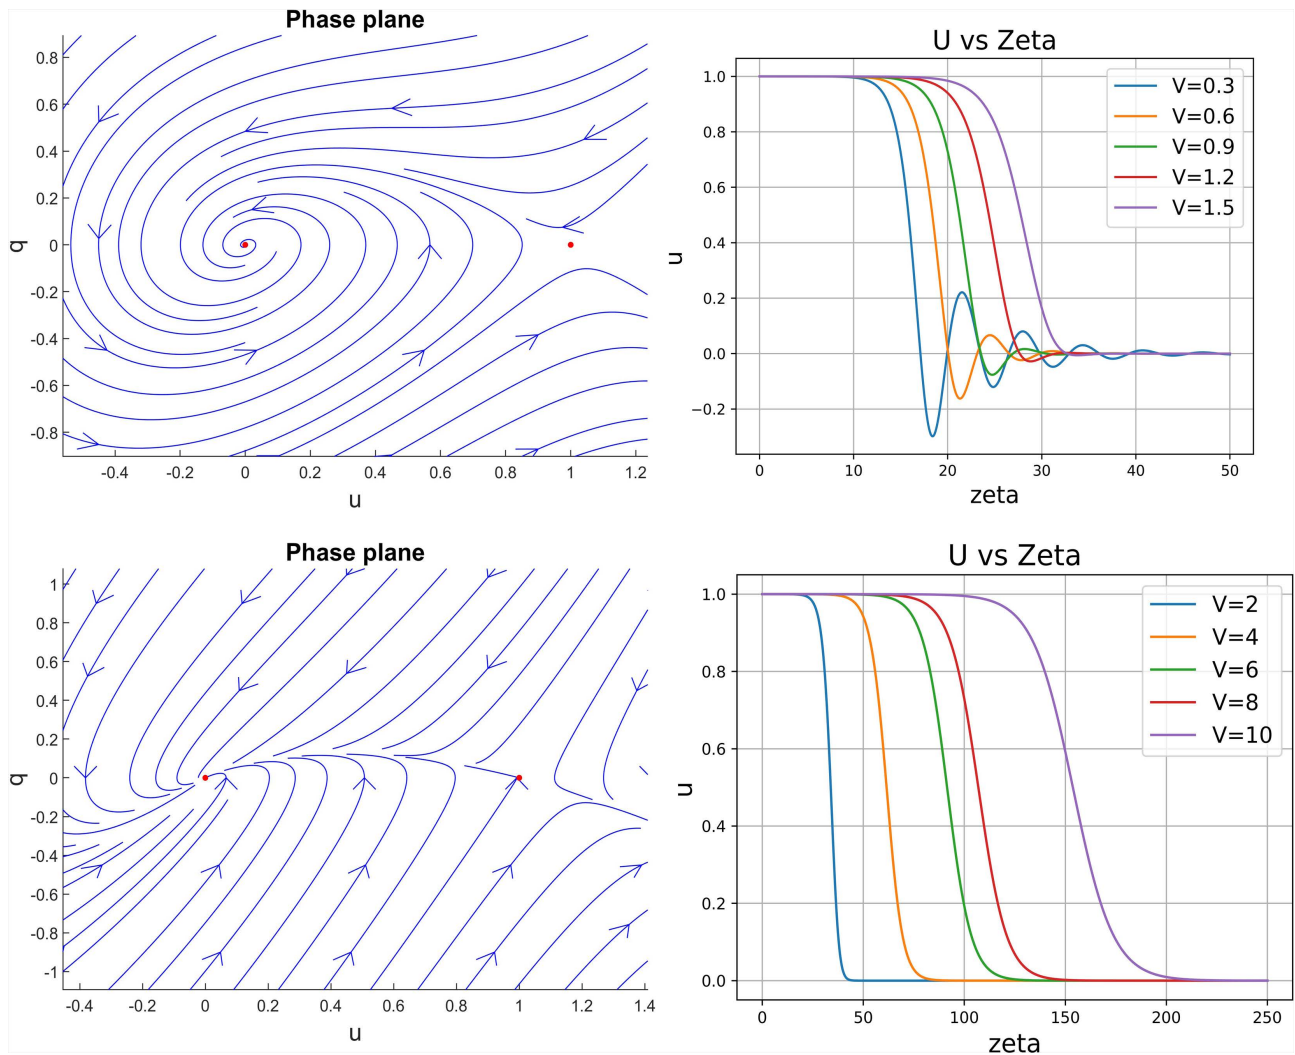 Phase plane
0.8
0.6
0.4
0.2
0
-0.2
-0.4
-0.6
-0.8
q
-0.4 -0.2 0 0.2 0.4 0.6 0.8 1 1.2
u
U vs Zeta
1.0
0.8
0.6
0.4
0.2
0.0
−0.2
u
V=0.3
V=0.6
V=0.9
V=1.2
V=1.5
0 10 20 30 40 50
zeta
Phase plane
1
0.8
0.6
0.4
0.2
0
-0.2
-0.4
-0.6
-0.8
-1
q
-0.4 -0.2 0 0.2 0.4 0.6 0.8 1 1.2 1.4
u
U vs Zeta
1.0
0.8
0.6
0.4
0.2
0.0
u
V=2
V=4
V=6
V=8
V=10
0 50 100 150 200 250
zeta